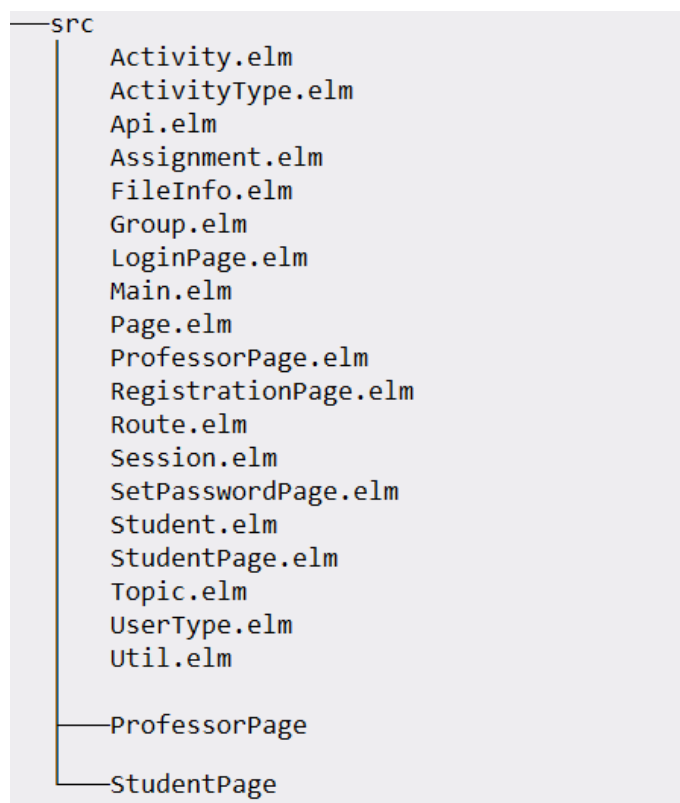 src
Activity.elm
ActivityType.elm
Api.elm
Assignment.elm
FileInfo.elm
Group.elm
LoginPage.elm
Main.elm
Page.elm
ProfessorPage.elm
RegistrationPage.elm
Route.elm
Session.elm
SetPasswordPage.elm
Student.elm
StudentPage.elm
Topic.elm
UserType.elm
Util.elm
ProfessorPage
StudentPage